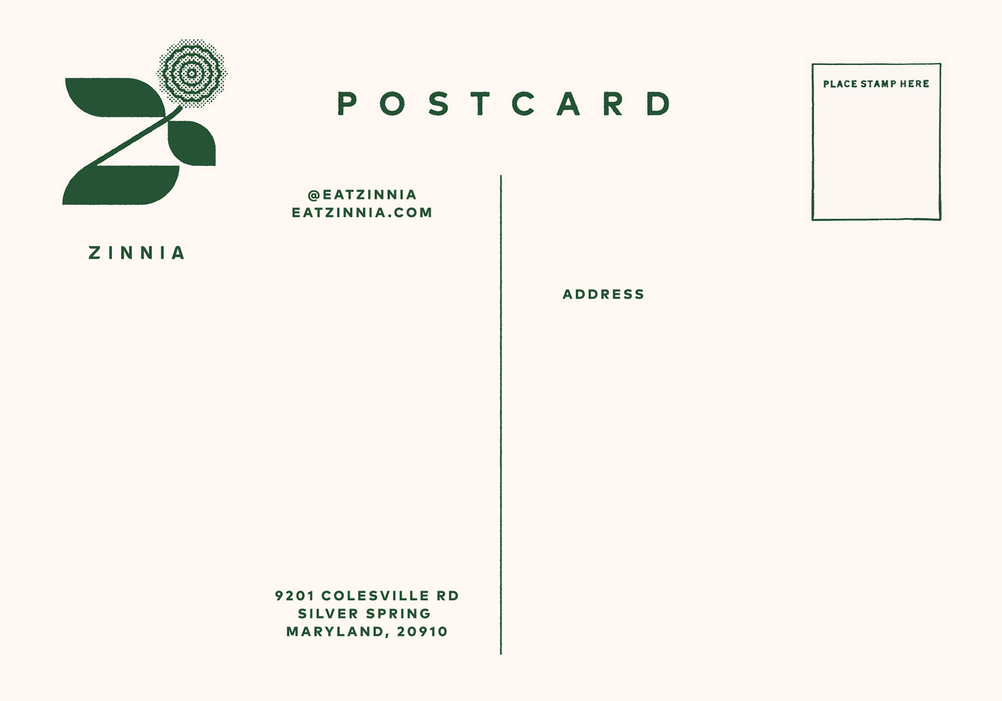 POSTCARD
PLACE STAMP HERE
@EATZINNIA
EATZINNIA.COM
ZINNIA
ADDRESS
9201 COLESVILLE RD
SILVER SPRING
MARYLAND, 20910